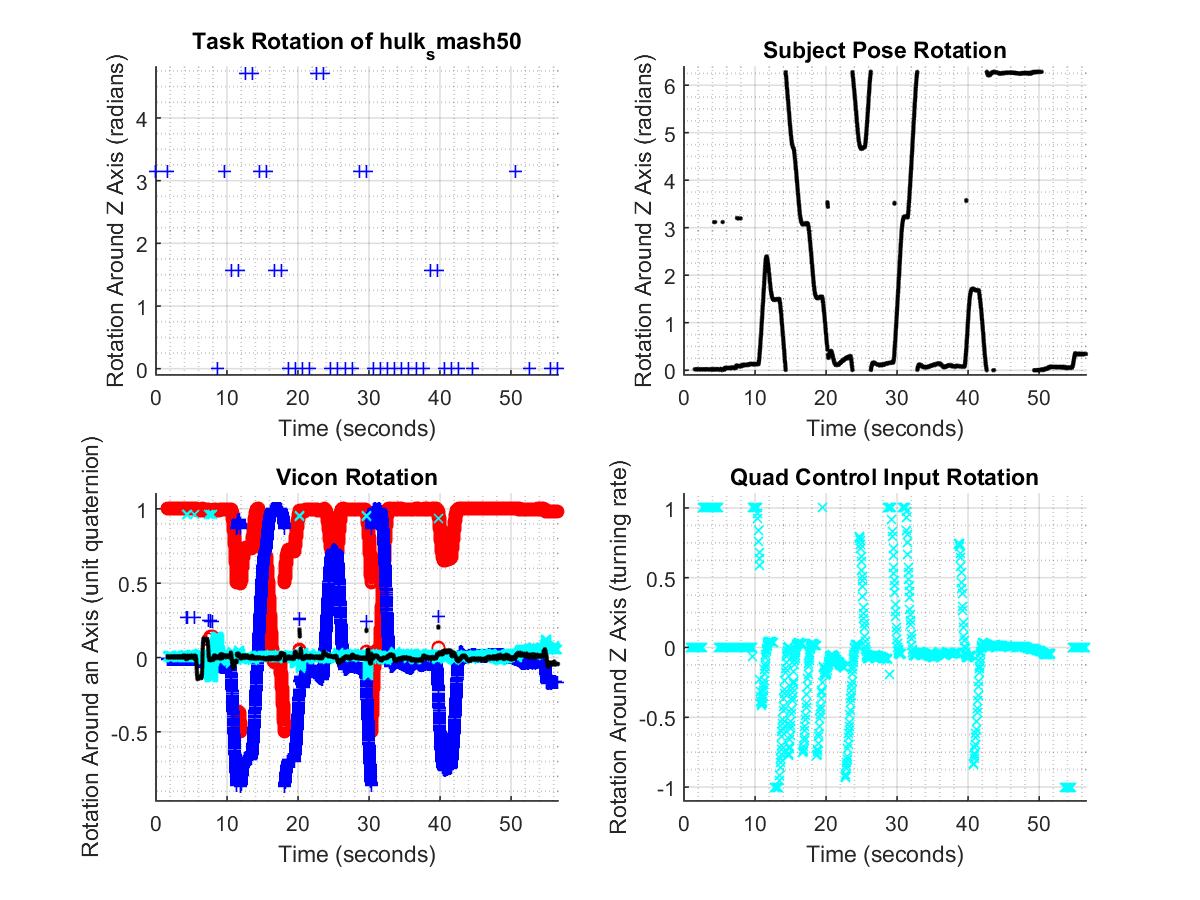 Task Rotation of hulk_smash50
Rotation Around Z Axis (radians)
4
3
2
1
0
0 10 20 30 40 50
Time (seconds)
Subject Pose Rotation
Rotation Around Z Axis (radians)
6
5
4
3
2
1
0
0 10 20 30 40 50
Time (seconds)
Vicon Rotation
Rotation Around an Axis (unit quaternion)
1
0.5
0
-0.5
0 10 20 30 40 50
Time (seconds)
Quad Control Input Rotation
Rotation Around Z Axis (turning rate)
1
0.5
0
-0.5
-1
0 10 20 30 40 50
Time (seconds)